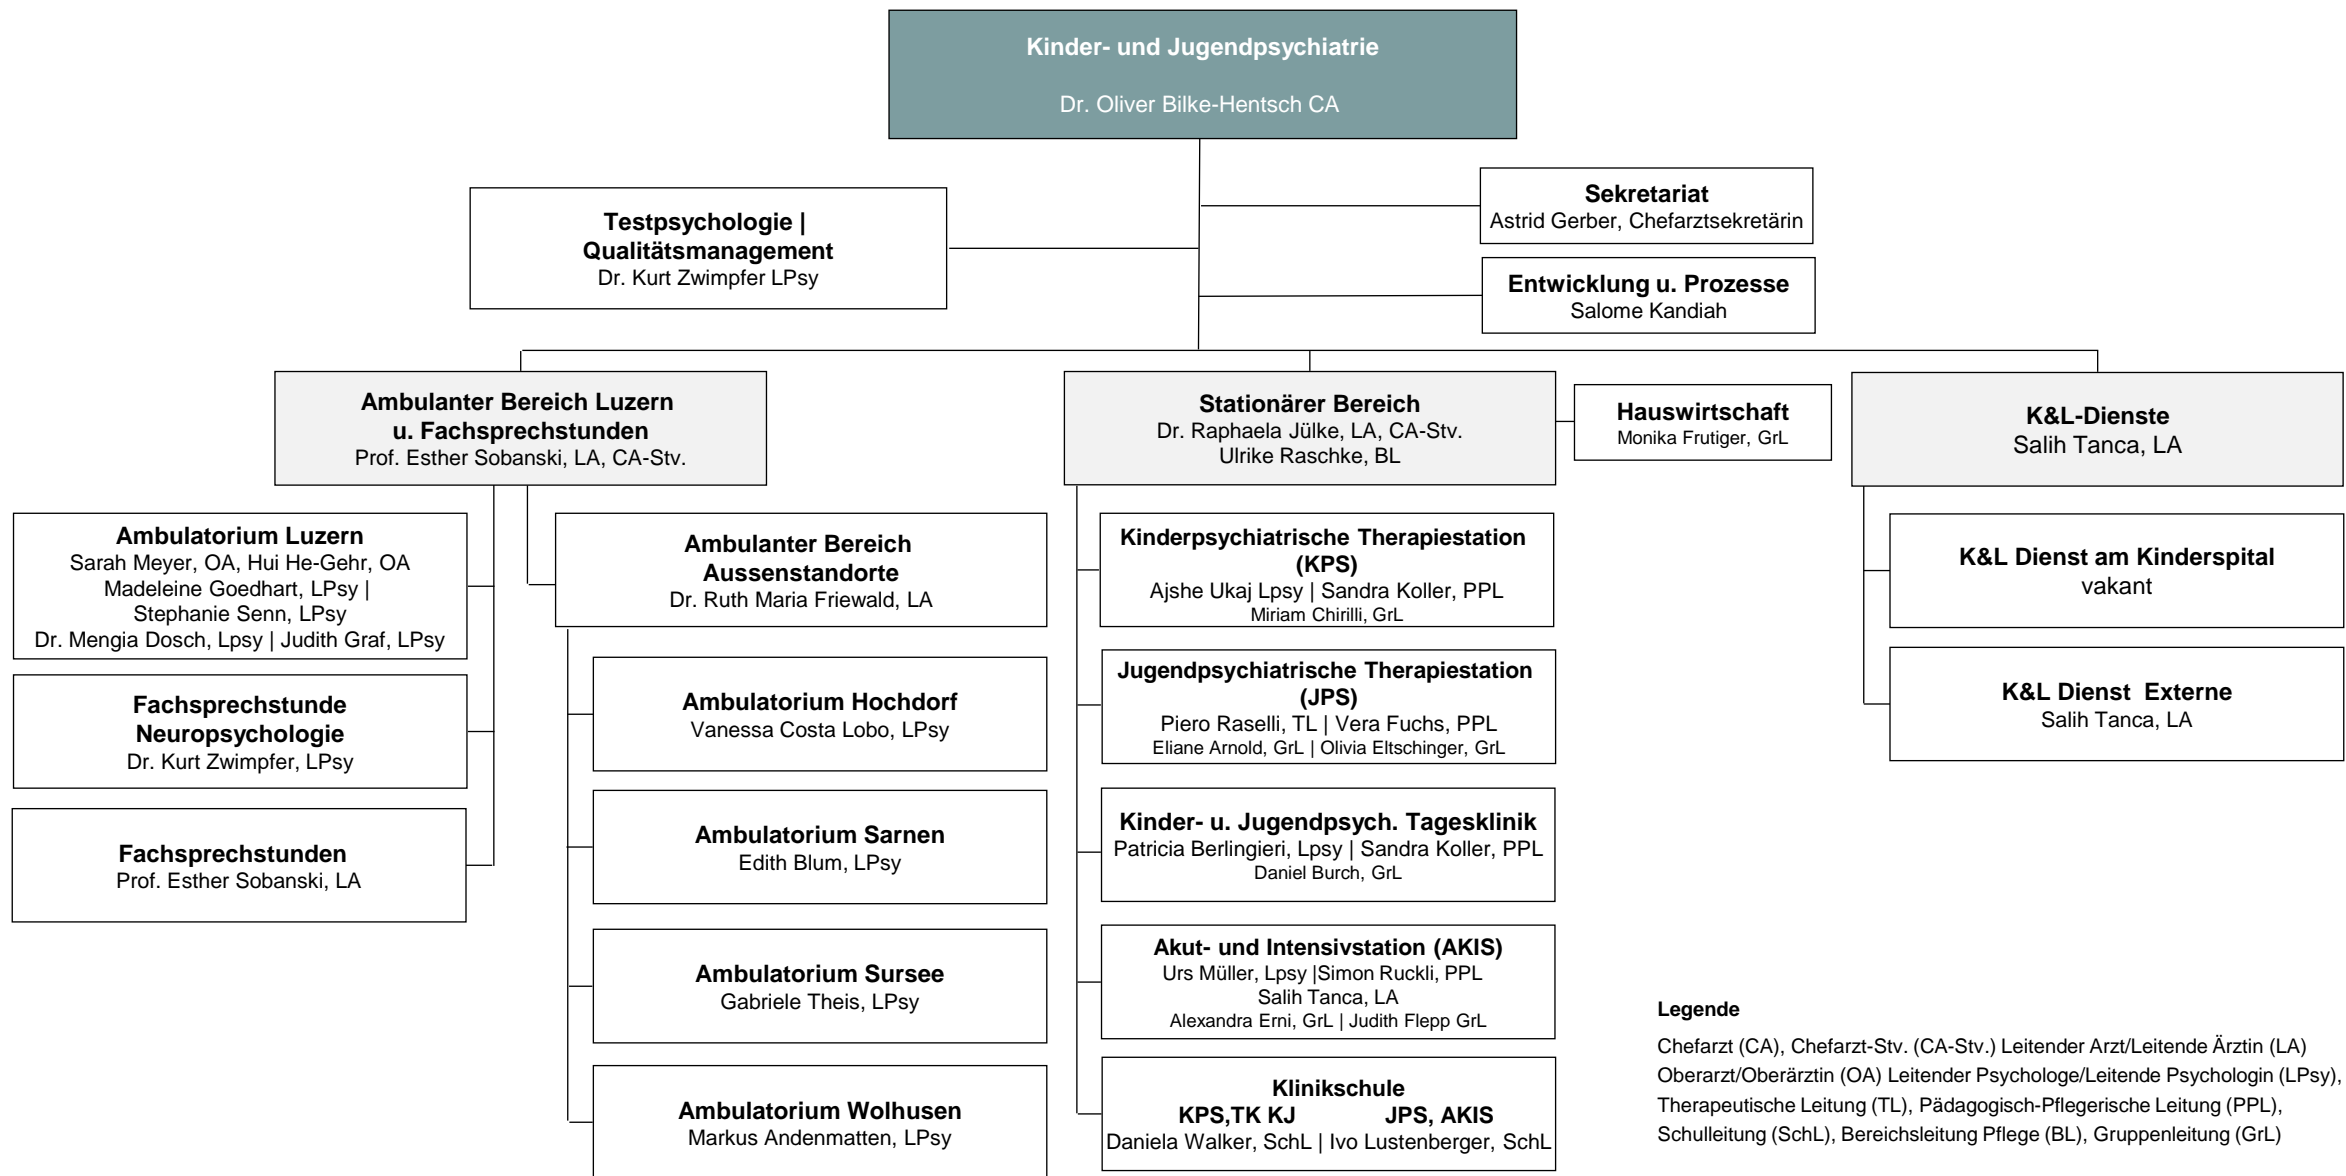 Kinder- und Jugendpsychiatrie
Dr. Oliver Bilke-Hentsch CA
Testpsychologie |
Qualitätsmanagement
Dr. Kurt Zwimpfer LPsy
Sekretariat
Astrid Gerber, Chefarztsekretärin
Entwicklung u. Prozesse
Salome Kandiah
Ambulanter Bereich Luzern
u. Fachsprechstunden
Prof. Esther Sobanski, LA, CA-Stv.
Ambulatorium Luzern
Sarah Meyer, OA, Hui He-Gehr, OA
Madeleine Goedhart, LPsy |
Stephanie Senn, LPsy
Dr. Mengia Dosch, Lpsy | Judith Graf, LPsy
Fachsprechstunde
Neuropsychologie
Dr. Kurt Zwimpfer, LPsy
Fachsprechstunden
Prof. Esther Sobanski, LA
Ambulanter Bereich
Aussenstandorte
Dr. Ruth Maria Friewald, LA
Ambulatorium Hochdorf
Vanessa Costa Lobo, LPsy
Ambulatorium Sarnen
Edith Blum, LPsy
Ambulatorium Sursee
Gabriele Theis, LPsy
Ambulatorium Wolhusen
Markus Andenmatten, LPsy
Stationärer Bereich
Dr. Raphaela Jülke, LA, CA-Stv.
Ulrike Raschke, BL
Hauswirtschaft
Monika Frutiger, GrL
Kinderpsychiatrische Therapiestation
(KPS)
Ajshe Ukaj Lpsy | Sandra Koller, PPL
Miriam Chirilli, GrL
Jugendpsychiatrische Therapiestation
(JPS)
Piero Raselli, TL | Vera Fuchs, PPL
Eliane Arnold, GrL | Olivia Eltschinger, GrL
Kinder- u. Jugendpsych. Tagesklinik
Patricia Berlingieri, Lpsy | Sandra Koller, PPL
Daniel Burch, GrL
Akut- und Intensivstation (AKIS)
Urs Müller, Lpsy |Simon Ruckli, PPL
Salih Tanca, LA
Alexandra Erni, GrL | Judith Flepp GrL
Klinikschule
KPS,TK KJ JPS, AKIS
Daniela Walker, SchL | Ivo Lustenberger, SchL
K&L-Dienste
Salih Tanca, LA
K&L Dienst am Kinderspital
vakant
K&L Dienst Externe
Salih Tanca, LA
Legende
Chefarzt (CA), Chefarzt-Stv. (CA-Stv.) Leitender Arzt/Leitende Ärztin (LA)
Oberarzt/Oberärztin (OA) Leitender Psychologe/Leitende Psychologin (LPsy),
Therapeutische Leitung (TL), Pädagogisch-Pflegerische Leitung (PPL),
Schulleitung (SchL), Bereichsleitung Pflege (BL), Gruppenleitung (GrL)